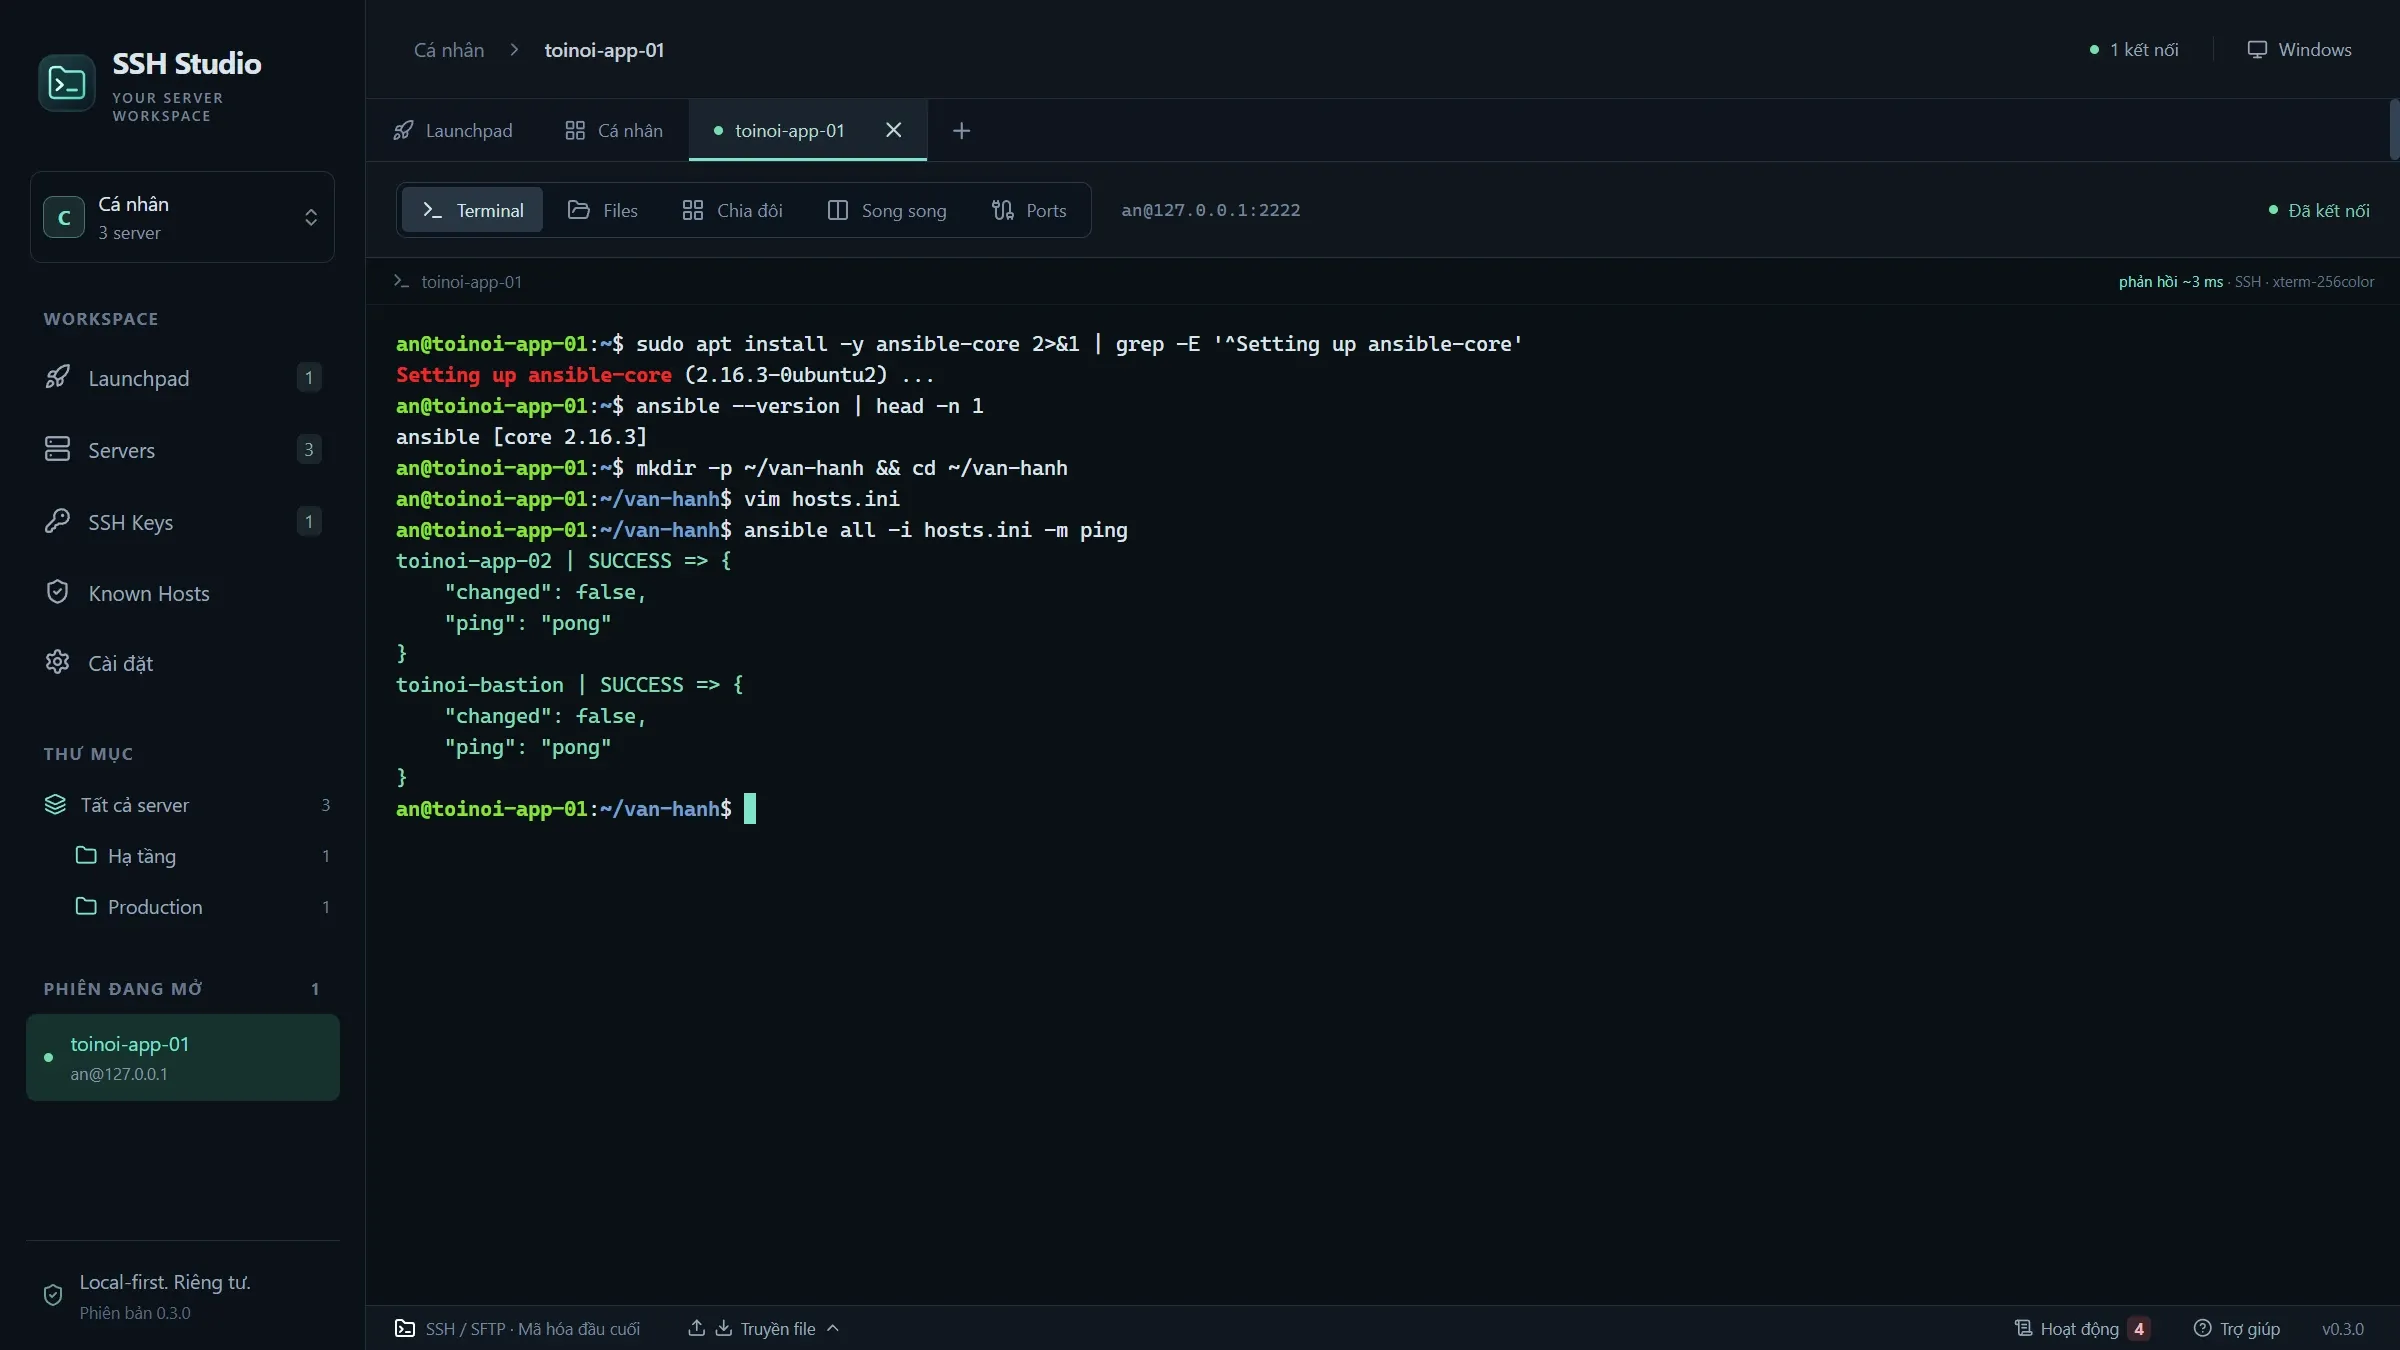 SSH Studio
YOUR SERVER
WORKSPACE
C
Cá nhân
3 server
WORKSPACE
Launchpad 1
Servers 3
SSH Keys 1
Known Hosts
Cài đặt
THƯ MỤC
Tất cả server 3
Hạ tầng 1
Production 1
PHIÊN ĐANG MỞ 1
toinoi-app-01
an@127.0.0.1
Local-first. Riêng tư.
Phiên bản 0.3.0
Cá nhân > toinoi-app-01
1 kết nối
Windows
Launchpad
Cá nhân
toinoi-app-01
Terminal
Files
Chia đôi
Song song
Ports
an@127.0.0.1:2222
Đã kết nối
toinoi-app-01
phản hồi ~3 ms · SSH · xterm-256color
an@toinoi-app-01:~$ sudo apt install -y ansible-core 2>&1 | grep -E '^Setting up ansible-core'
Setting up ansible-core (2.16.3-0ubuntu2) ...
an@toinoi-app-01:~$ ansible --version | head -n 1
ansible [core 2.16.3]
an@toinoi-app-01:~$ mkdir -p ~/van-hanh && cd ~/van-hanh
an@toinoi-app-01:~/van-hanh$ vim hosts.ini
an@toinoi-app-01:~/van-hanh$ ansible all -i hosts.ini -m ping
toinoi-app-02 | SUCCESS => {
    "changed": false,
    "ping": "pong"
}
toinoi-bastion | SUCCESS => {
    "changed": false,
    "ping": "pong"
}
an@toinoi-app-01:~/van-hanh$
SSH / SFTP · Mã hóa đầu cuối
Truyền file
Hoạt động 4
Trợ giúp
v0.3.0